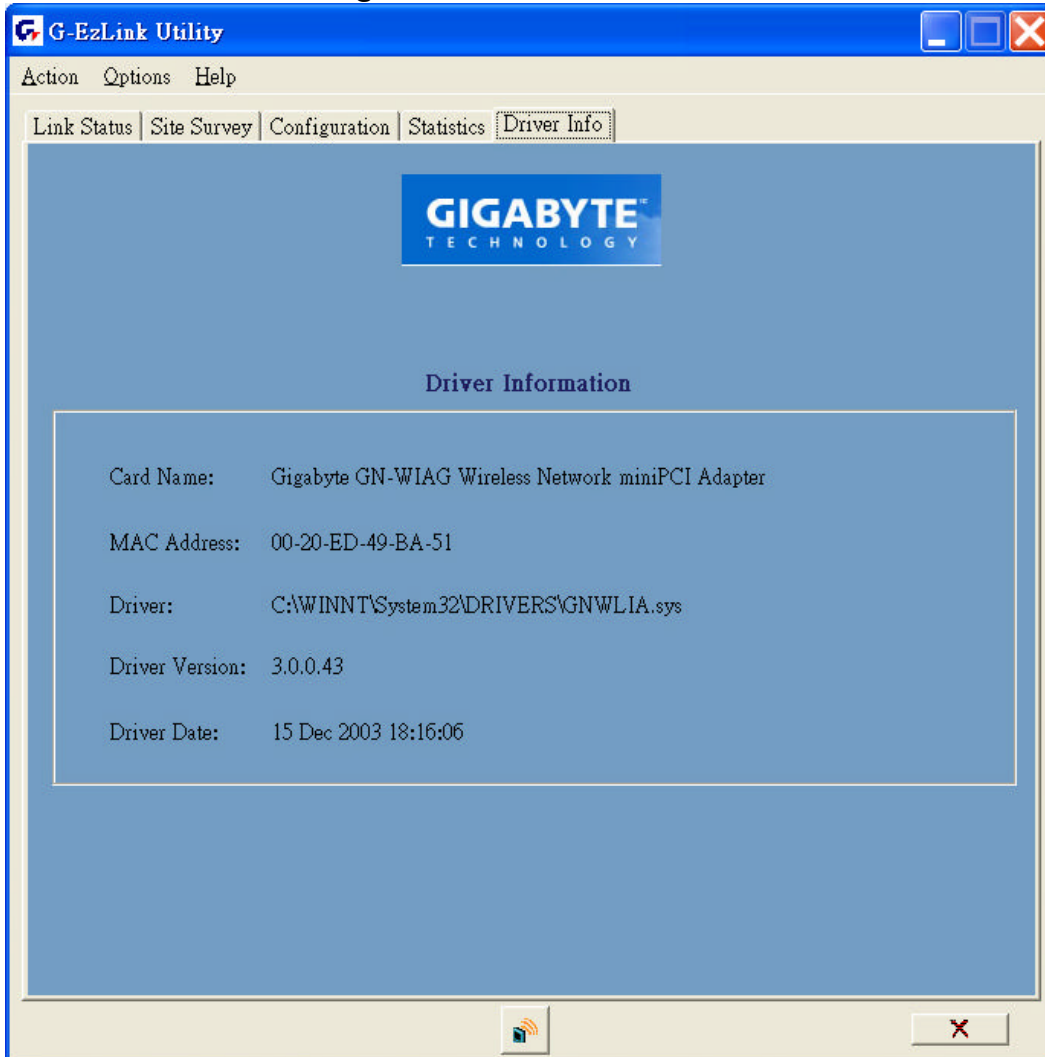 G-EzLink Utility
Action Options Help
Link Status Site Survey Configuration Statistics Driver Info
GIGABYTE™
TECHNOLOGY
Driver Information
Card Name: Gigabyte GN-WIAG Wireless Network miniPCI Adapter
MAC Address: 00-20-ED-49-BA-51
Driver: C:\WINNT\System32\DRIVERS\GNWLIA.sys
Driver Version: 3.0.0.43
Driver Date: 15 Dec 2003 18:16:06